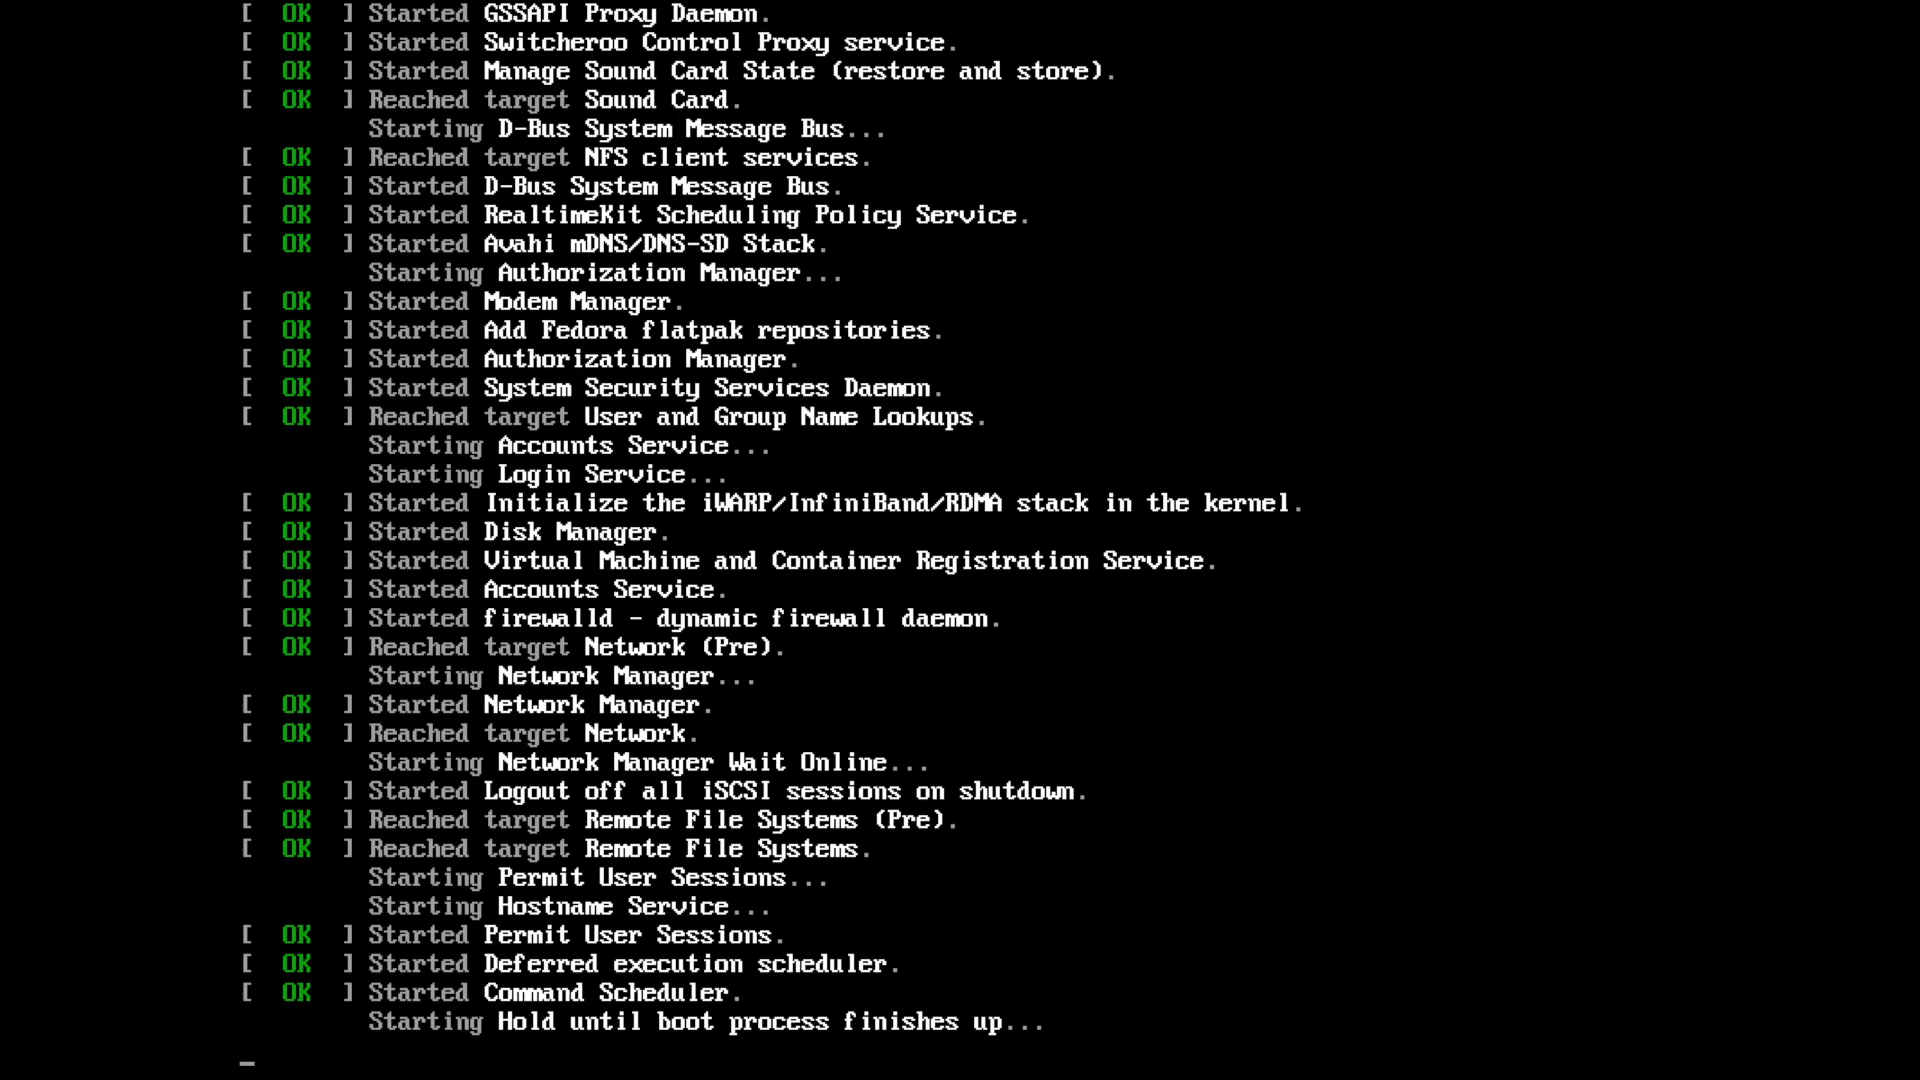 [  OK  ] Started GSSAPI Proxy Daemon.
[  OK  ] Started Switcheroo Control Proxy service.
[  OK  ] Started Manage Sound Card State (restore and store).
[  OK  ] Reached target Sound Card.
         Starting D-Bus System Message Bus...
[  OK  ] Reached target NFS client services.
[  OK  ] Started D-Bus System Message Bus.
[  OK  ] Started RealtimeKit Scheduling Policy Service.
[  OK  ] Started Avahi mDNS/DNS-SD Stack.
         Starting Authorization Manager...
[  OK  ] Started Modem Manager.
[  OK  ] Started Add Fedora flatpak repositories.
[  OK  ] Started Authorization Manager.
[  OK  ] Started System Security Services Daemon.
[  OK  ] Reached target User and Group Name Lookups.
         Starting Accounts Service...
         Starting Login Service...
[  OK  ] Started Initialize the iWARP/InfiniBand/RDMA stack in the kernel.
[  OK  ] Started Disk Manager.
[  OK  ] Started Virtual Machine and Container Registration Service.
[  OK  ] Started Accounts Service.
[  OK  ] Started firewalld - dynamic firewall daemon.
[  OK  ] Reached target Network (Pre).
         Starting Network Manager...
[  OK  ] Started Network Manager.
[  OK  ] Reached target Network.
         Starting Network Manager Wait Online...
[  OK  ] Started Logout off all iSCSI sessions on shutdown.
[  OK  ] Reached target Remote File Systems (Pre).
[  OK  ] Reached target Remote File Systems.
         Starting Permit User Sessions...
         Starting Hostname Service...
[  OK  ] Started Permit User Sessions.
[  OK  ] Started Deferred execution scheduler.
[  OK  ] Started Command Scheduler.
         Starting Hold until boot process finishes up...
_